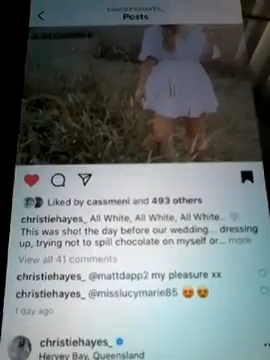 christiehayes_
Posts
Liked by cassmeni and 493 others
christiehayes_ All White, All White, All White..
This was shot the day before our wedding... dressing
up, trying not to spill chocolate on myself or... more
View all 41 comments
christiehayes_ @mattdapp2 my pleasure xx
christiehayes_ @misslucymarie85 😍😍
1 day ago
christiehayes_
Hervey Bay, Queensland